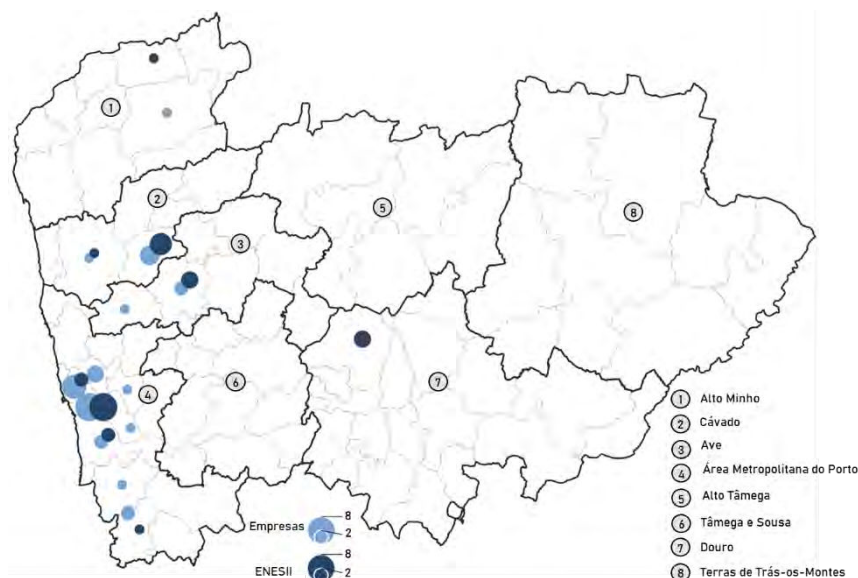 1
2
3
4
5
6
7
8
1 Alto Minho
2 Cávado
3 Ave
4 Área Metropolitana do Porto
5 Alto Tâmega
6 Tâmega e Sousa
7 Douro
8 Terras de Trás-os-Montes
Empresas 8
2
ENESII 8
2